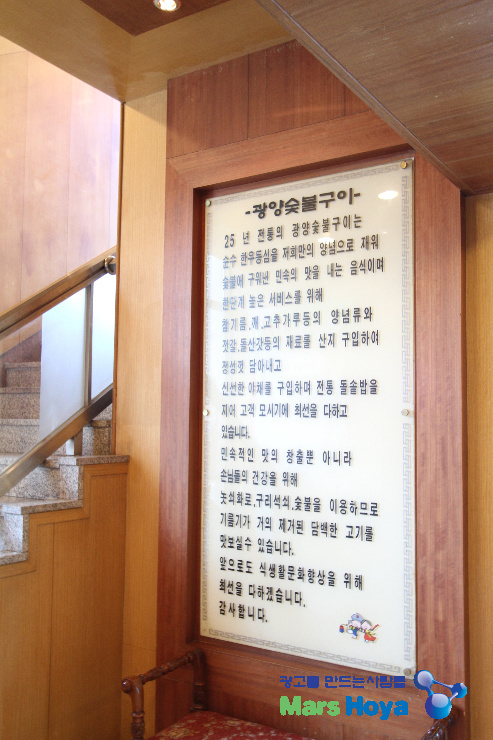 -광양숯불구이-
25 년 전통의 광양숯불구이는
순수 한우등심을 저희만의 양념으로 재워
숯불에 구워낸 민속의 맛을 내는 음식이며
한단계 높은 서비스를 위해
참기름,깨,고추가루등의 양념류와
젓갈,돌산갓등의 재료를 산지 구입하여
정성껏 담아내고
신선한 야채를 구입하며 전통 돌솥밥을
지어 고객 모시기에 최선을 다하고
있습니다.
민속적인 맛의 창출뿐 아니라
손님들의 건강을 위해
놋쇠화로,구리석쇠,숯불을 이용하므로
기름기가 거의 제거된 담백한 고기를
맛보실수 있습니다.
앞으로도 식생활문화향상을 위해
최선을 다하겠습니다.
감사합니다.
광고를 만드는사람들
Mars Hoya